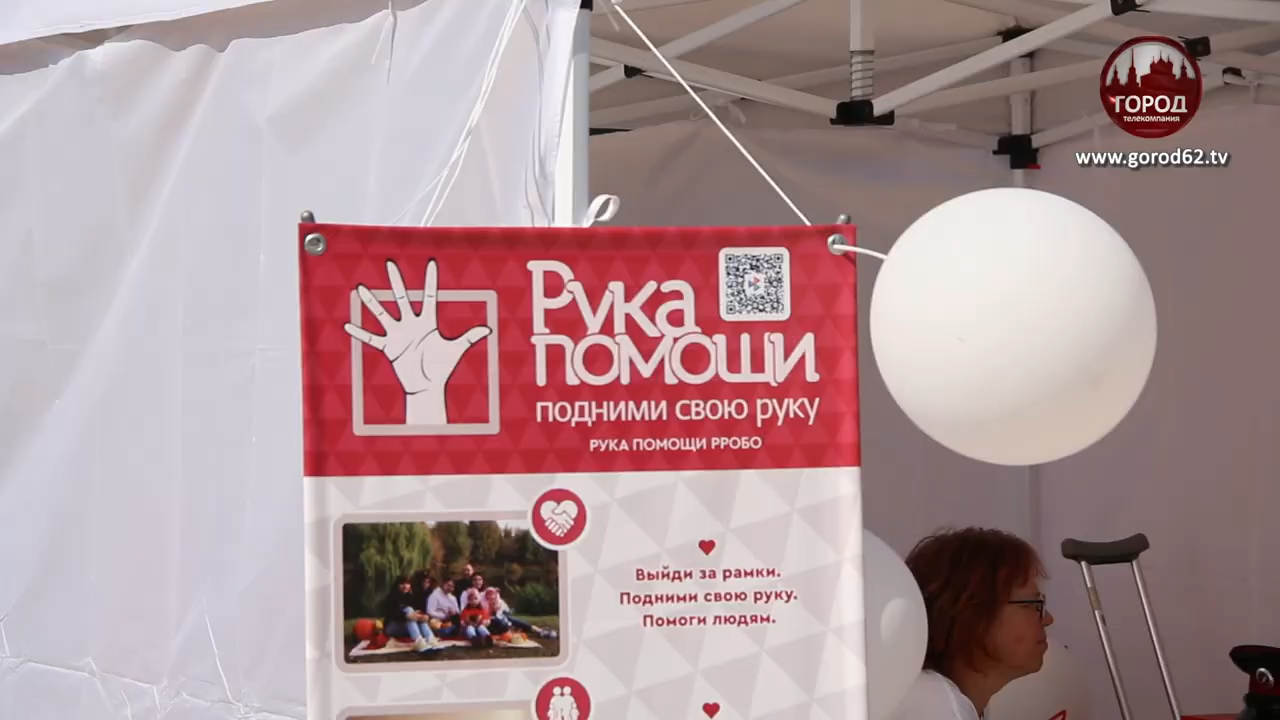 ГОРОД
телекомпания
www.gorod62.tv
Рука
помощи
подними свою руку
РУКА ПОМОЩИ РРОБО
Выйди за рамки.
Подними свою руку.
Помоги людям.